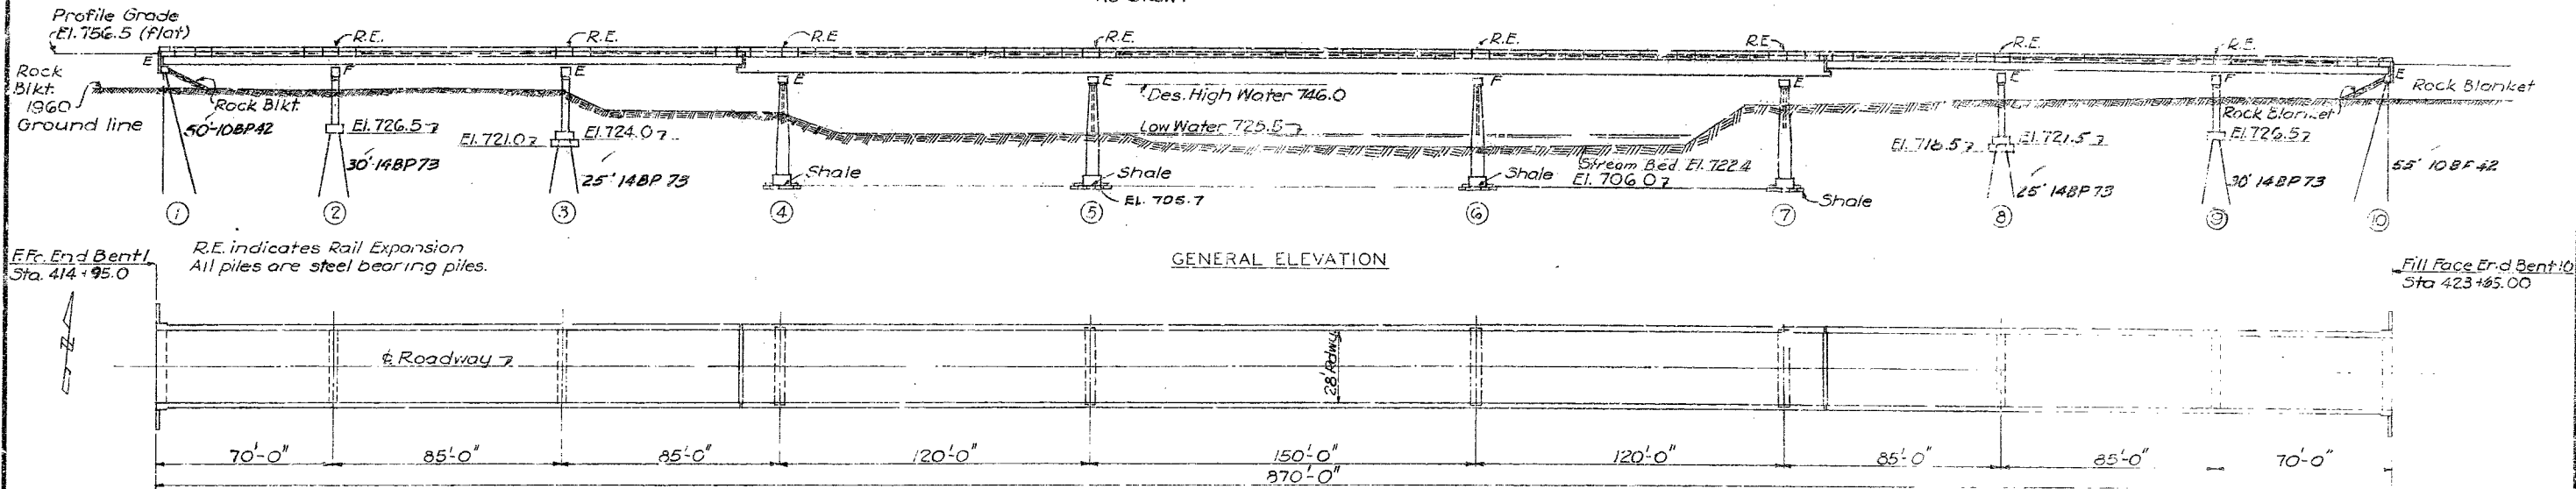 Profile Grade
El. 756.5 (flat)
R.E.
R.E.
R.E
R.E.
R.E.
R.E
R.E.
R.E.
E
F
E
E
E
F
E
E
F
E
Rock
Blkt.
1960
Ground line
Rock Blkt.
50'-10BP42
El. 726.5
30'-14BP73
El. 721.0
El. 724.0
25' 14BP 73
Shale
Des. High Water 746.0
Low Water 725.5
Shale
EL. 705.7
Shale
Stream Bed El. 722.4
El. 706.0
Shale
El. 718.5
El. 721.5
25' 14BP73
Rock Blanket
Rock Blanket
El. 726.5
30' 14BP73
55' 10BP42
1
2
3
4
5
6
7
8
9
10
R.E. indicates Rail Expansion
All piles are steel bearing piles.
GENERAL ELEVATION
F.Fc. End Bent 1
Sta. 414+95.0
Fill Face End Bent 10
Sta 423+65.00
N
℄ Roadway
28' Rdwy.
70'-0"
85'-0"
85'-0"
120'-0"
150'-0"
120'-0"
85'-0"
85'-0"
70'-0"
870'-0"